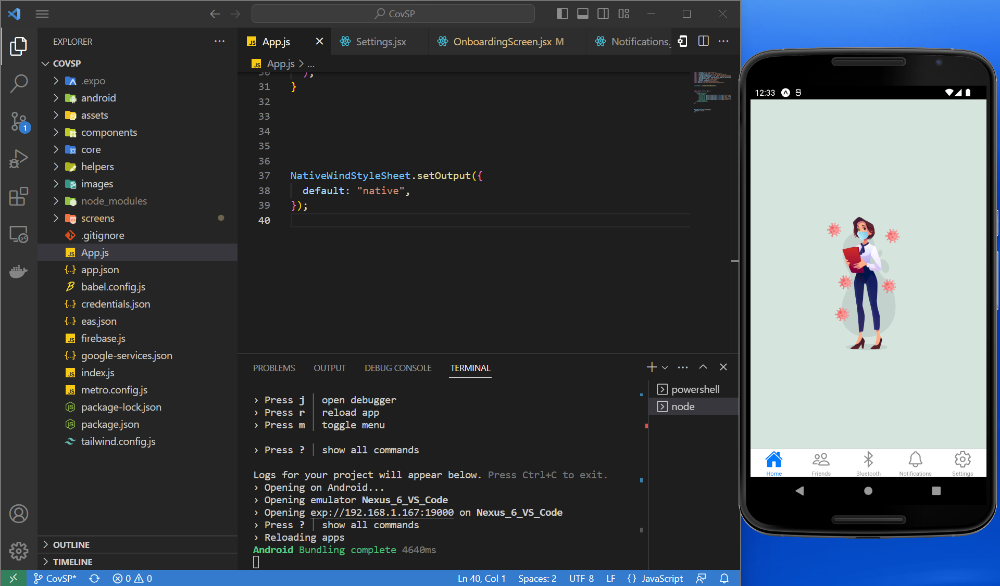 CovSP
EXPLORER
COVSP
.expo
android
assets
components
core
helpers
images
node_modules
screens
.gitignore
App.js
app.json
babel.config.js
credentials.json
eas.json
firebase.js
google-services.json
index.js
metro.config.js
package-lock.json
package.json
tailwind.config.js
OUTLINE
TIMELINE
1
App.js
Settings.jsx
OnboardingScreen.jsx M
Notifications.j
App.js > ...
30 );
31 }
32
33
34
35
36
37 NativeWindStyleSheet.setOutput({
38 default: "native",
39 });
40
PROBLEMS OUTPUT DEBUG CONSOLE TERMINAL
› Press j │ open debugger
› Press r │ reload app
› Press m │ toggle menu
› Press ? │ show all commands
Logs for your project will appear below. Press Ctrl+C to exit.
› Opening on Android...
› Opening emulator Nexus_6_VS_Code
› Opening exp://192.168.1.167:19000 on Nexus_6_VS_Code
› Press ? │ show all commands
› Reloading apps
Android Bundling complete 4640ms
powershell
node
CovSP* 0 0 Ln 40, Col 1 Spaces: 2 UTF-8 LF {} JavaScript
12:33
Home Friends Bluetooth Notifications Settings